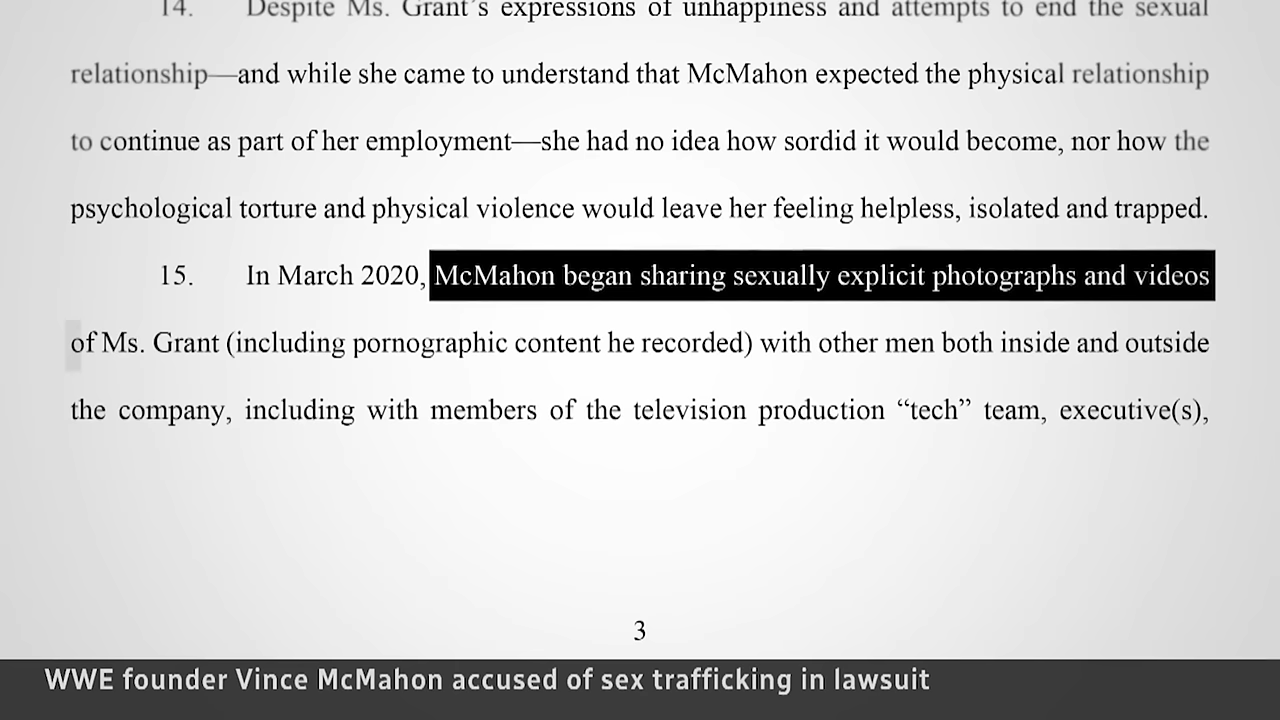 14. Despite Ms. Grant's expressions of unhappiness and attempts to end the sexual
relationship—and while she came to understand that McMahon expected the physical relationship
to continue as part of her employment—she had no idea how sordid it would become, nor how the
psychological torture and physical violence would leave her feeling helpless, isolated and trapped.
15. In March 2020, McMahon began sharing sexually explicit photographs and videos
of Ms. Grant (including pornographic content he recorded) with other men both inside and outside
the company, including with members of the television production “tech” team, executive(s),
3
WWE founder Vince McMahon accused of sex trafficking in lawsuit